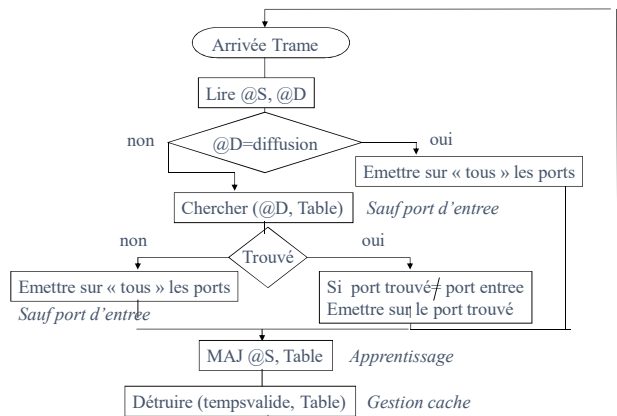 Arrivée Trame
Lire @S, @D
non
@D=diffusion
oui
Emettre sur « tous » les ports
Chercher (@D, Table)
Sauf port d'entree
non
Trouvé
oui
Emettre sur « tous » les ports
Sauf port d'entree
Si port trouvé≠ port entree
Emettre sur le port trouvé
MAJ @S, Table
Apprentissage
Détruire (tempsvalide, Table)
Gestion cache